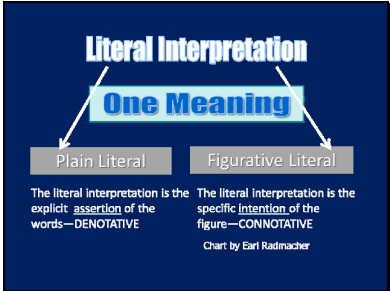 Literal Interpretation
One Meaning
Plain Literal
Figurative Literal
The literal interpretation is the
explicit assertion of the
words—DENOTATIVE
The literal interpretation is the
specific intention of the
figure—CONNOTATIVE
Chart by Earl Radmacher